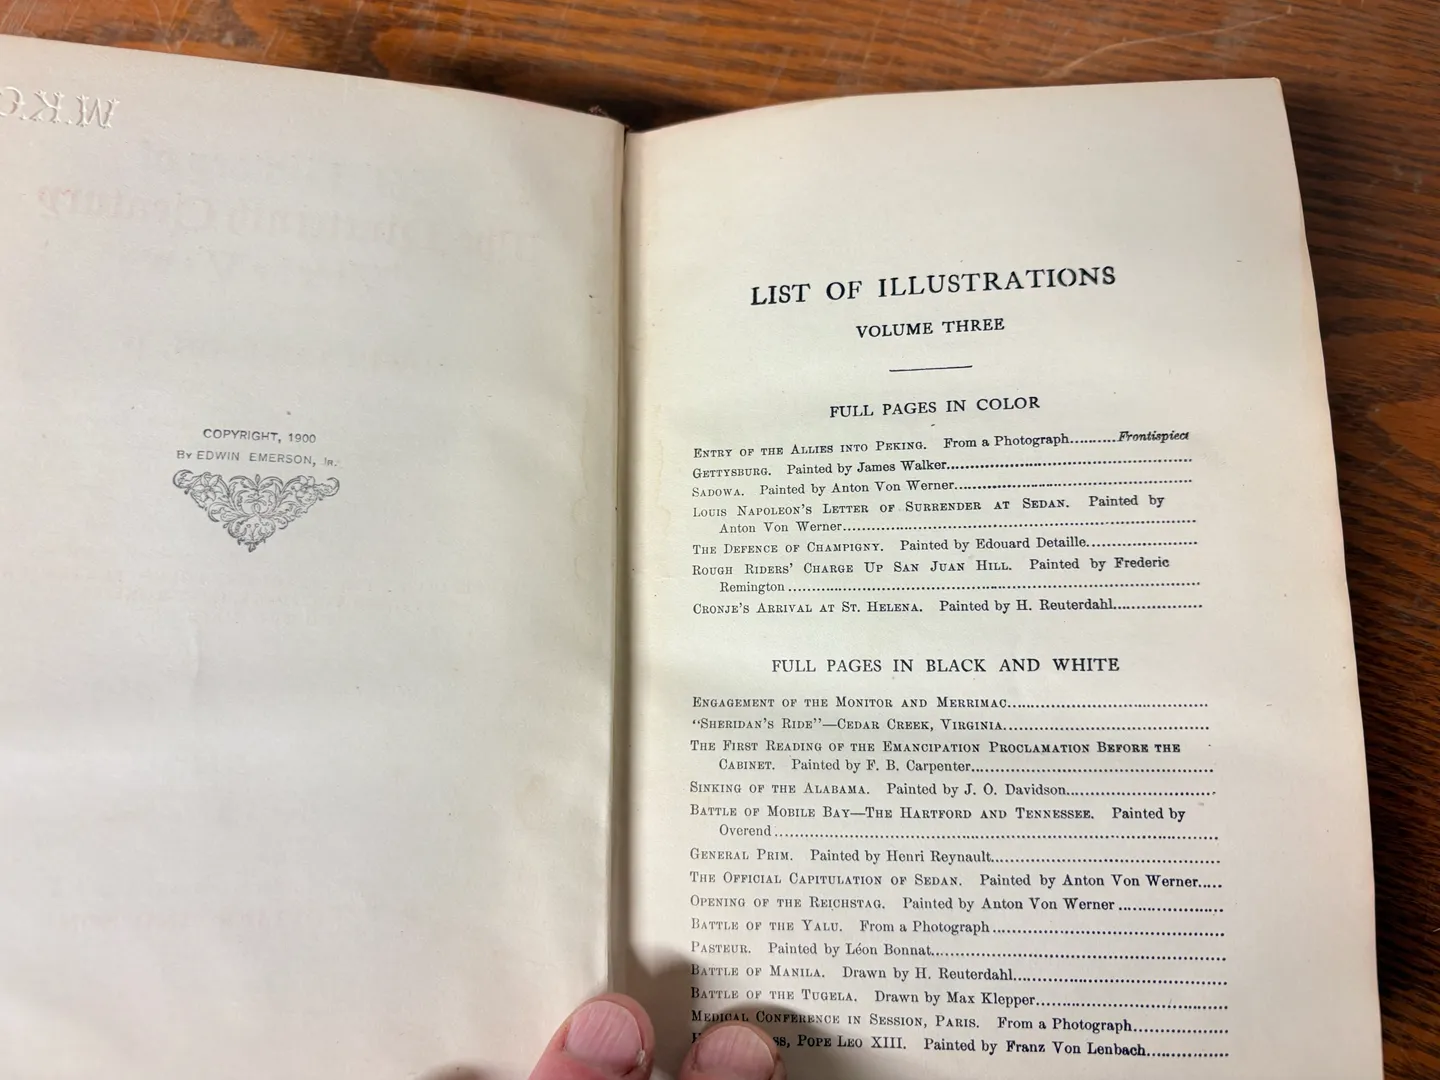 COPYRIGHT, 1900
By EDWIN EMERSON, Jr.
LIST OF ILLUSTRATIONS
VOLUME THREE
FULL PAGES IN COLOR
Entry of the Allies into Peking. From a Photograph..........Frontispiece
Gettysburg. Painted by James Walker..........
Sadowa. Painted by Anton Von Werner..........
Louis Napoleon's Letter of Surrender at Sedan. Painted by
Anton Von Werner..........
The Defence of Champigny. Painted by Edouard Detaille..........
Rough Riders' Charge Up San Juan Hill. Painted by Frederic
Remington..........
Cronje's Arrival at St. Helena. Painted by H. Reuterdahl..........
FULL PAGES IN BLACK AND WHITE
Engagement of the Monitor and Merrimac..........
"Sheridan's Ride"—Cedar Creek, Virginia..........
The First Reading of the Emancipation Proclamation Before the
Cabinet. Painted by F. B. Carpenter..........
Sinking of the Alabama. Painted by J. O. Davidson..........
Battle of Mobile Bay—The Hartford and Tennessee. Painted by
Overend..........
General Prim. Painted by Henri Reynault..........
The Official Capitulation of Sedan. Painted by Anton Von Werner.....
Opening of the Reichstag. Painted by Anton Von Werner..........
Battle of the Yalu. From a Photograph..........
Pasteur. Painted by Léon Bonnat..........
Battle of Manila. Drawn by H. Reuterdahl..........
Battle of the Tugela. Drawn by Max Klepper..........
Medical Conference in Session, Paris. From a Photograph..........
Pope Leo XIII. Painted by Franz Von Lenbach..........